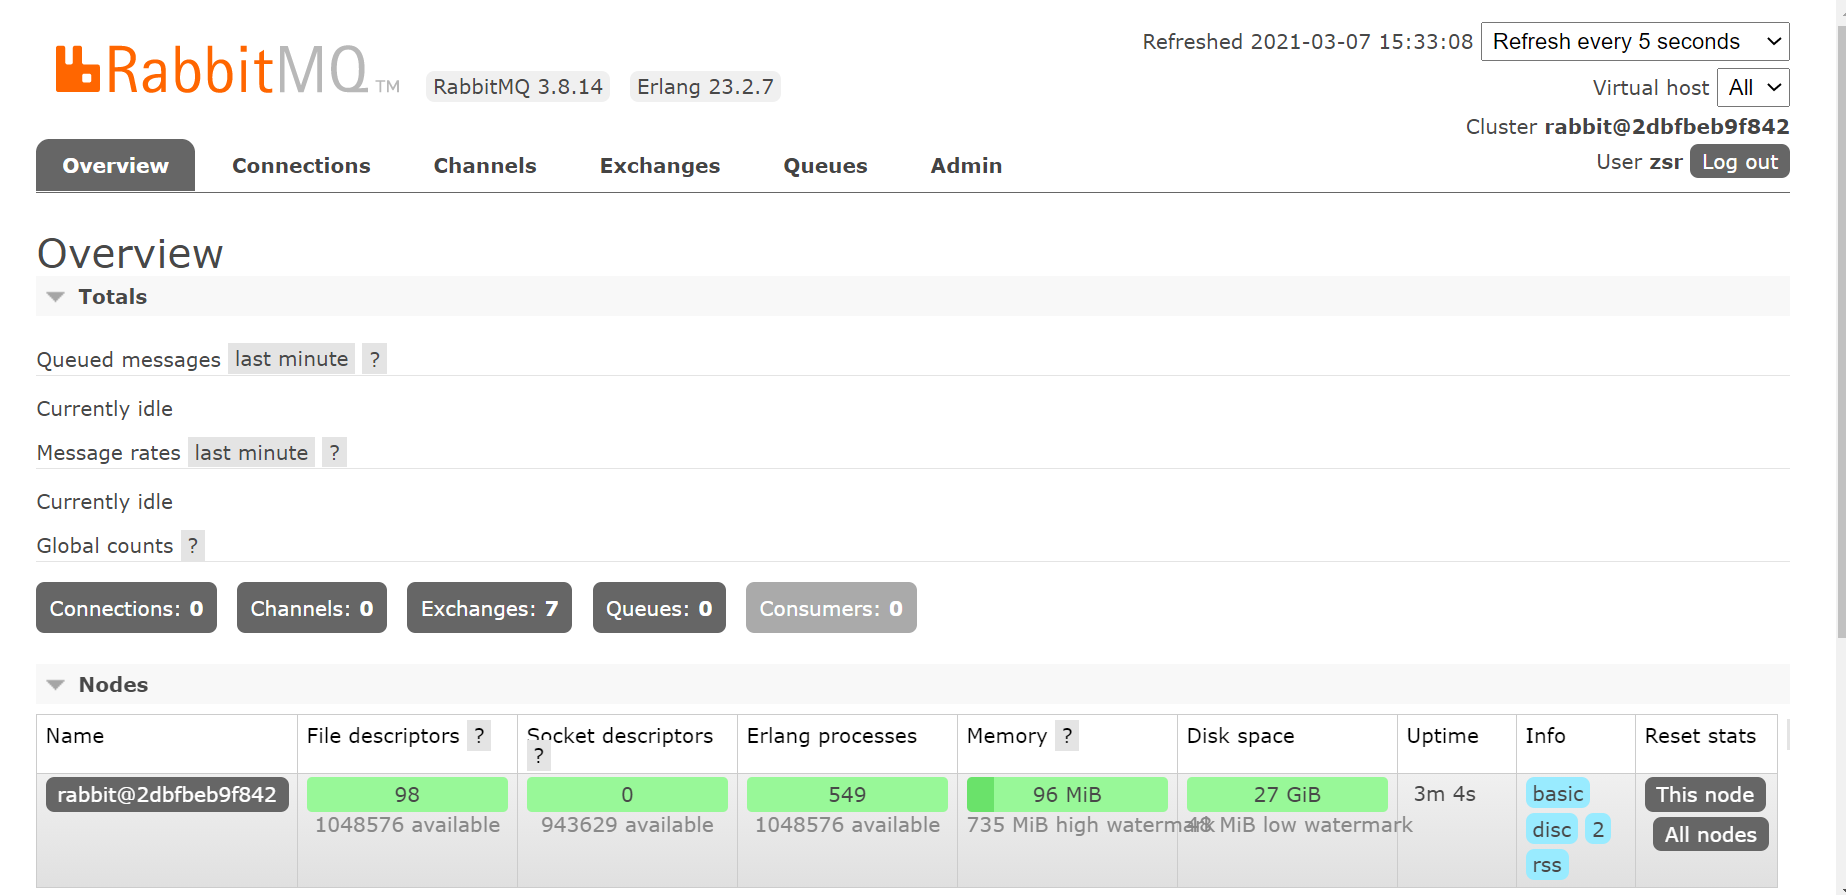 RabbitMQ TM RabbitMQ 3.8.14 Erlang 23.2.7
Refreshed 2021-03-07 15:33:08 Refresh every 5 seconds
Virtual host All
Cluster rabbit@2dbfbeb9f842
User zsr Log out
Overview Connections Channels Exchanges Queues Admin
Overview
Totals
Queued messages last minute ?
Currently idle
Message rates last minute ?
Currently idle
Global counts ?
Connections: 0 Channels: 0 Exchanges: 7 Queues: 0 Consumers: 0
Nodes
Name File descriptors ? Socket descriptors ? Erlang processes Memory ? Disk space Uptime Info Reset stats
rabbit@2dbfbeb9f842 98 0 549 96 MiB 27 GiB 3m 4s basic This node
1048576 available 943629 available 1048576 available 735 MiB high watermark 48 MiB low watermark disc 2 All nodes
rss